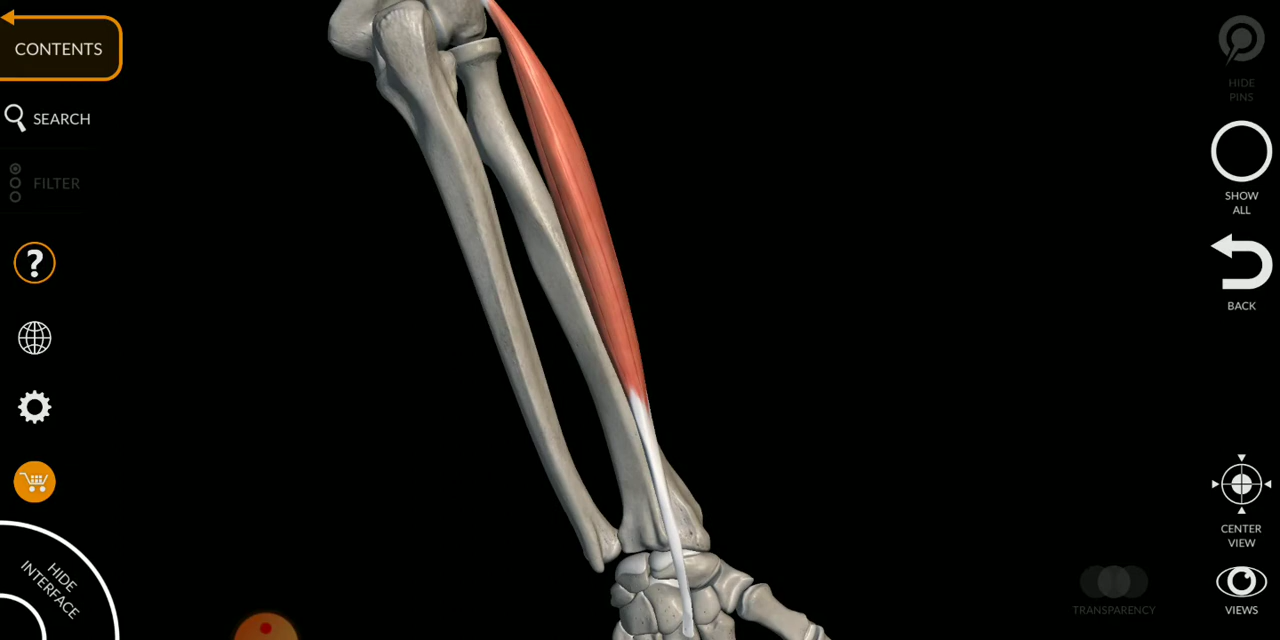 CONTENTS
SEARCH
FILTER
?
HIDE
INTERFACE
HIDE
PINS
SHOW
ALL
BACK
CENTER
VIEW
TRANSPARENCY
VIEWS